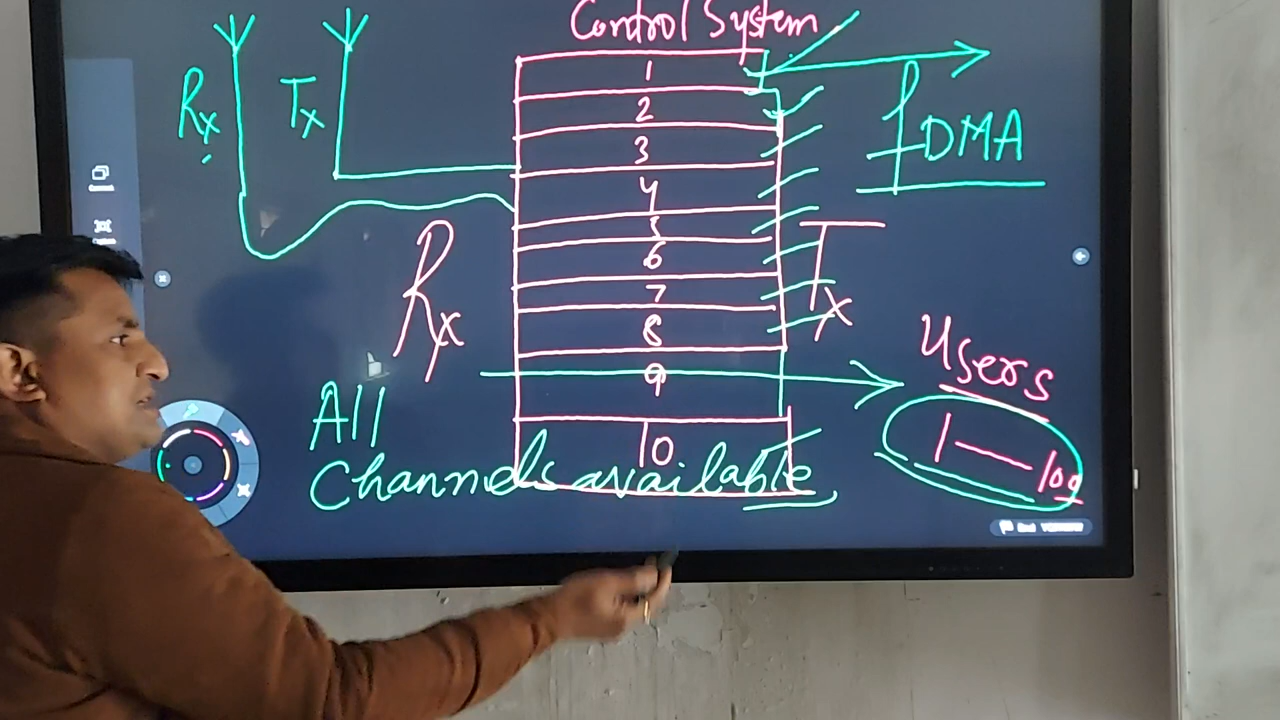 Control System
Rx
Tx
1
2
3
4
5
6
7
8
9
10
FDMA
Rx
Tx
Users
1 — 100
All
Channels available